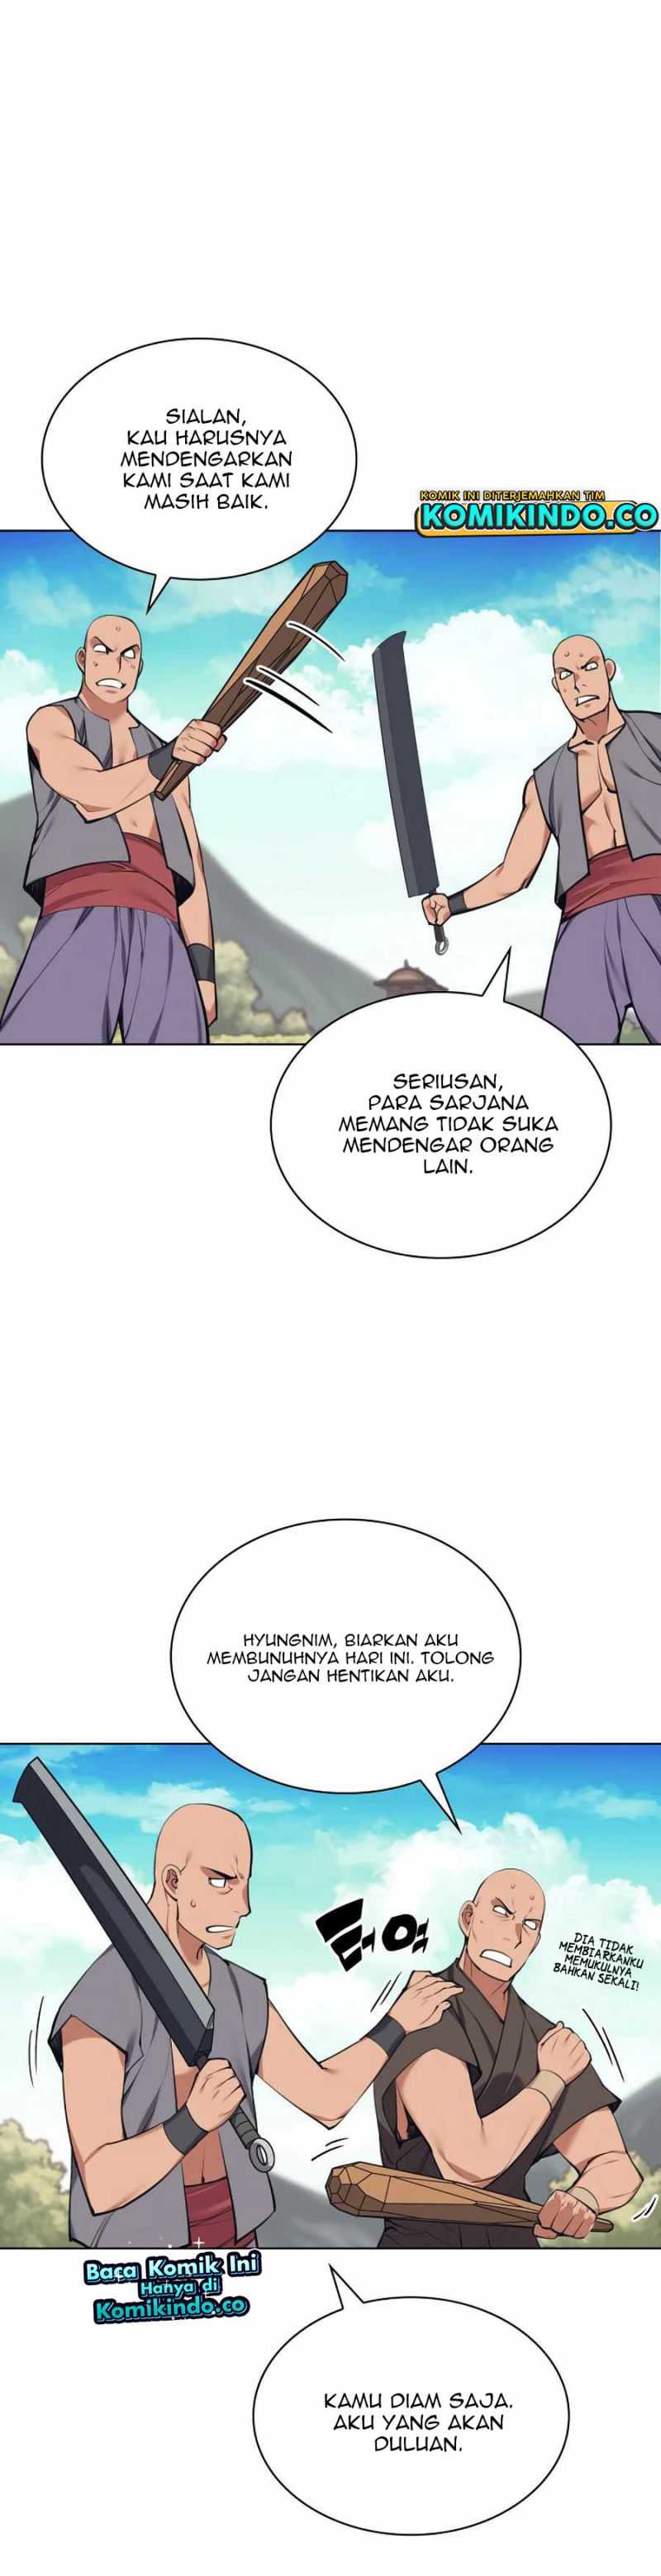 SIALAN,
KAU HARUSNYA
MENDENGARKAN
KAMI SAAT KAMI
MASIH BAIK.
KOMIK INI DITERJEMAHKAN TIM
KOMIKINDO.CO
SERIUSAN,
PARA SARJANA
MEMANG TIDAK SUKA
MENDENGAR ORANG
LAIN.
HYUNGNIM, BIARKAN AKU
MEMBUNUHNYA HARI INI. TOLONG
JANGAN HENTIKAN AKU.
DIA TIDAK
MEMBIARKANKU
MEMUKULNYA
BAHKAN SEKALI!
Baca Komik Ini
Hanya di
Komikindo.co
KAMU DIAM SAJA.
AKU YANG AKAN
DULUAN.